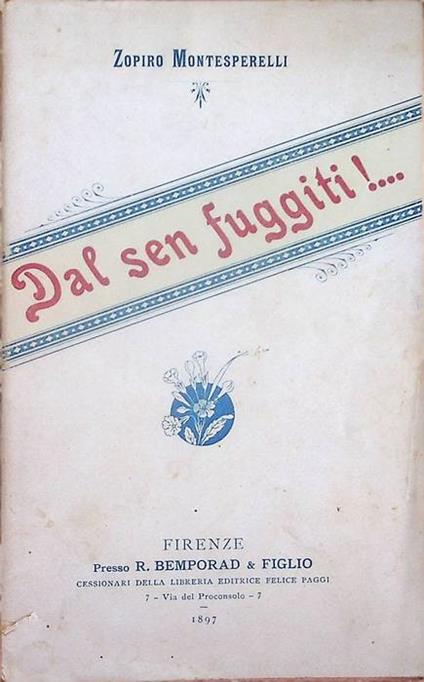 ZOPIRO MONTESPERELLI
Dal sen fuggiti!....
FIRENZE
Presso R. BEMPORAD & FIGLIO
CESSIONARI DELLA LIBRERIA EDITRICE FELICE PAGGI
7 - Via del Proconsolo - 7
1897